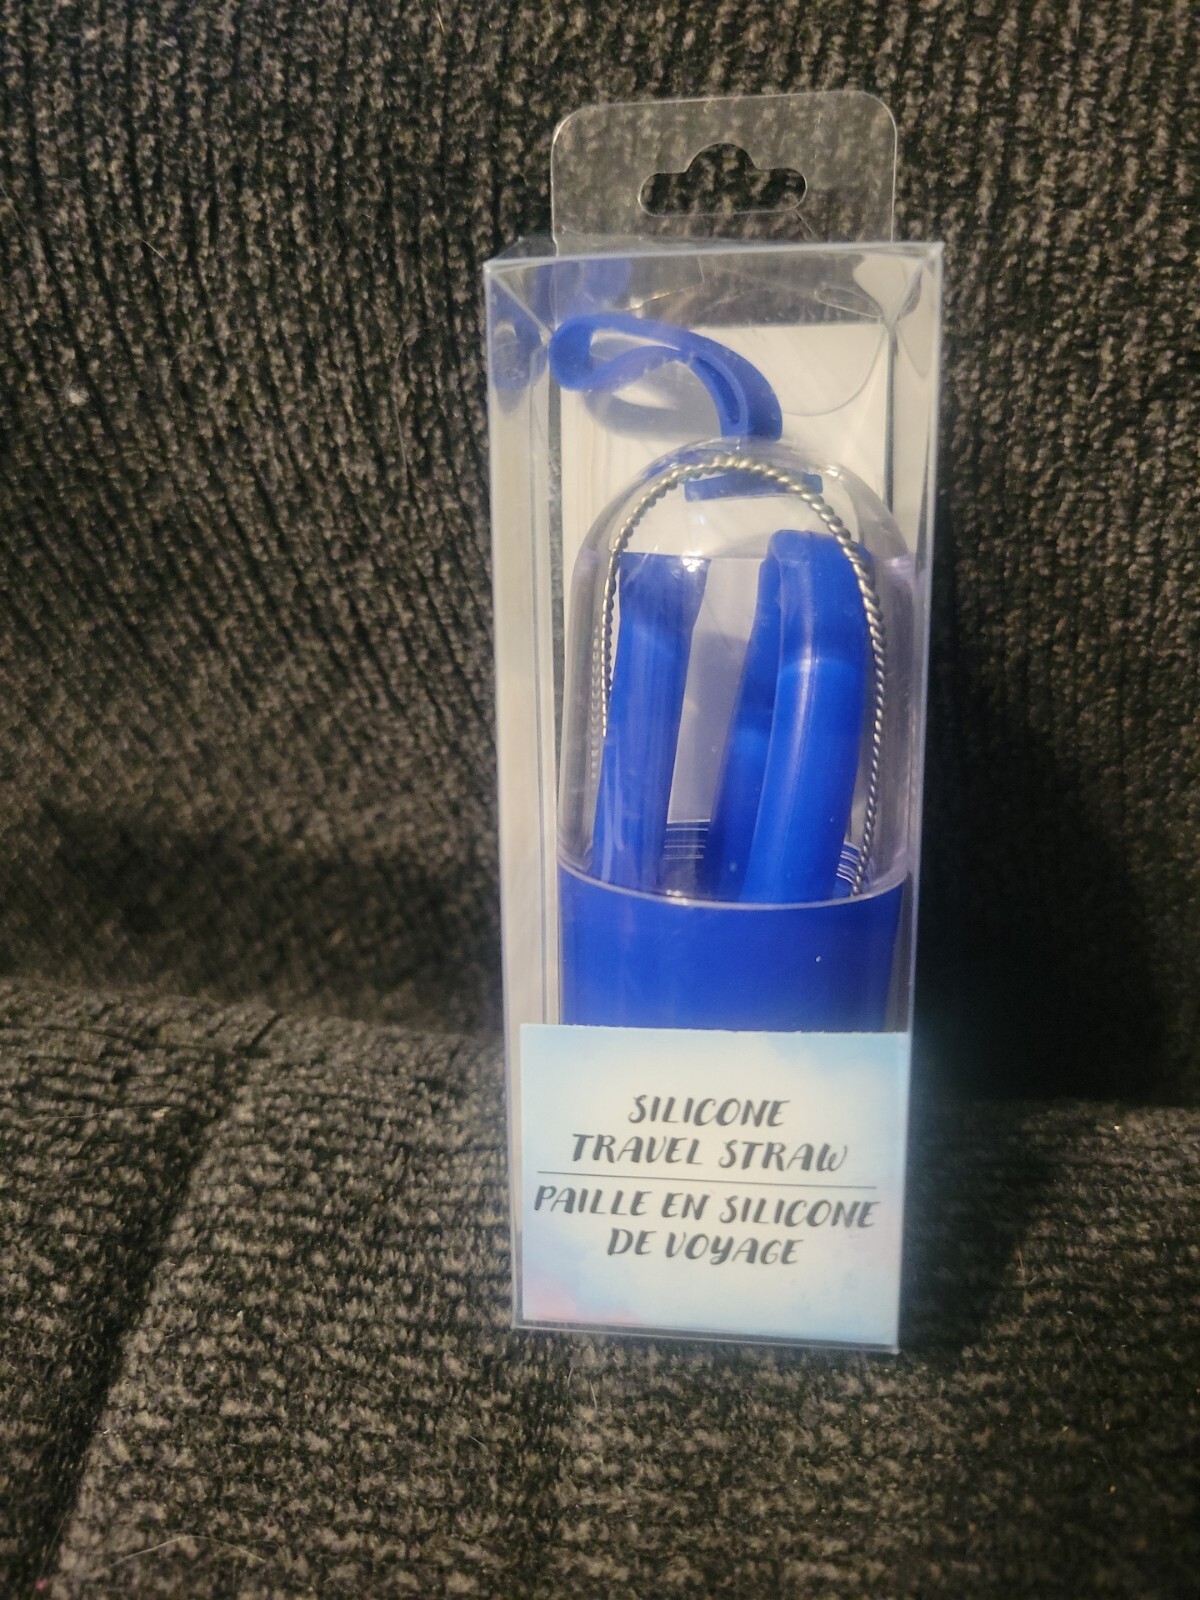 SILICONE
TRAVEL STRAW
PAILLE EN SILICONE
DE VOYAGE